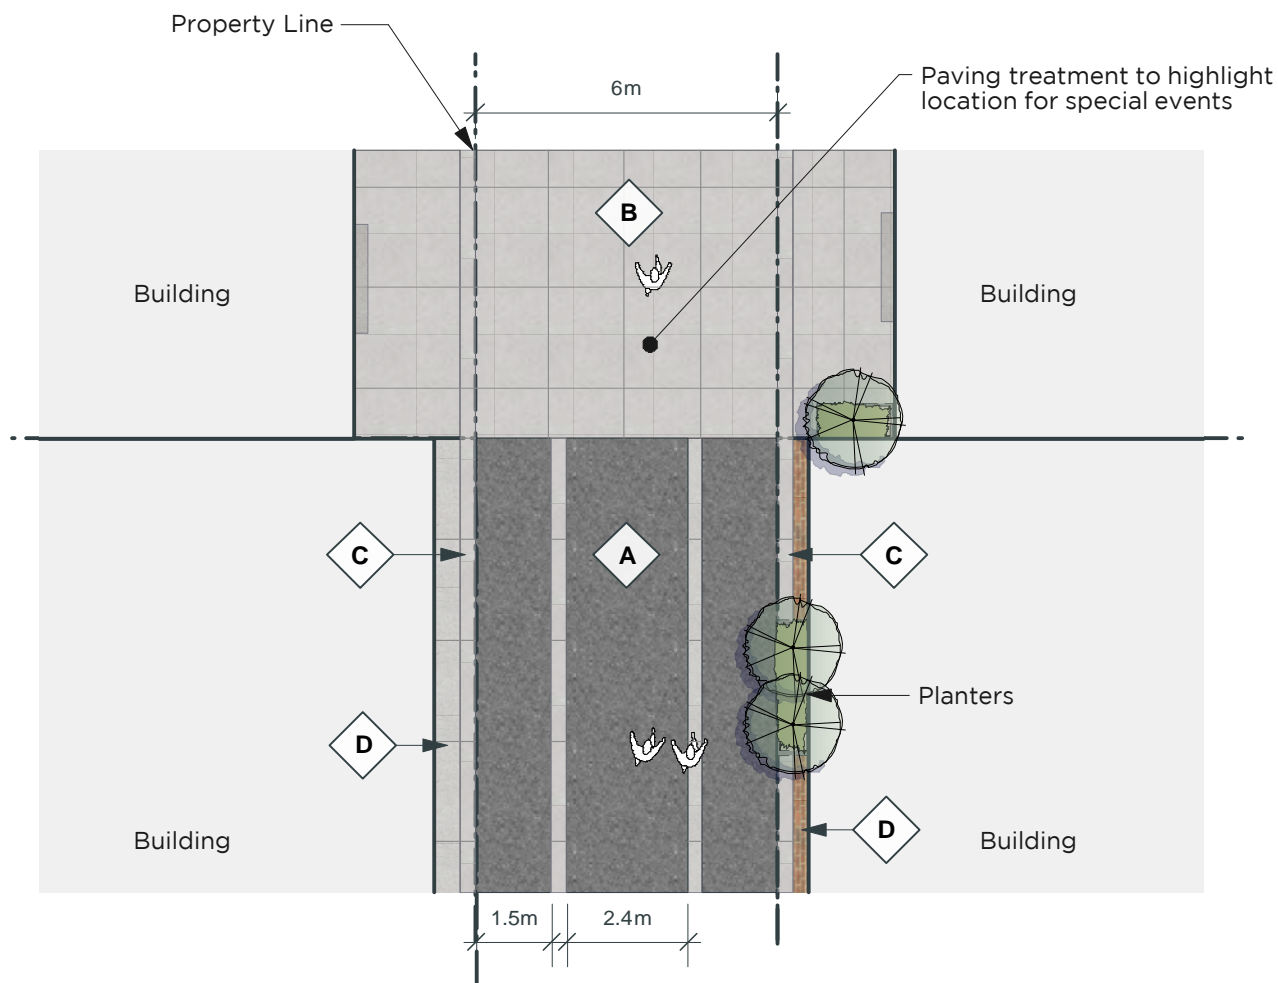 Property Line
6m
Paving treatment to highlight
location for special events
B
Building
Building
C
A
C
Planters
D
D
Building
Building
1.5m
2.4m